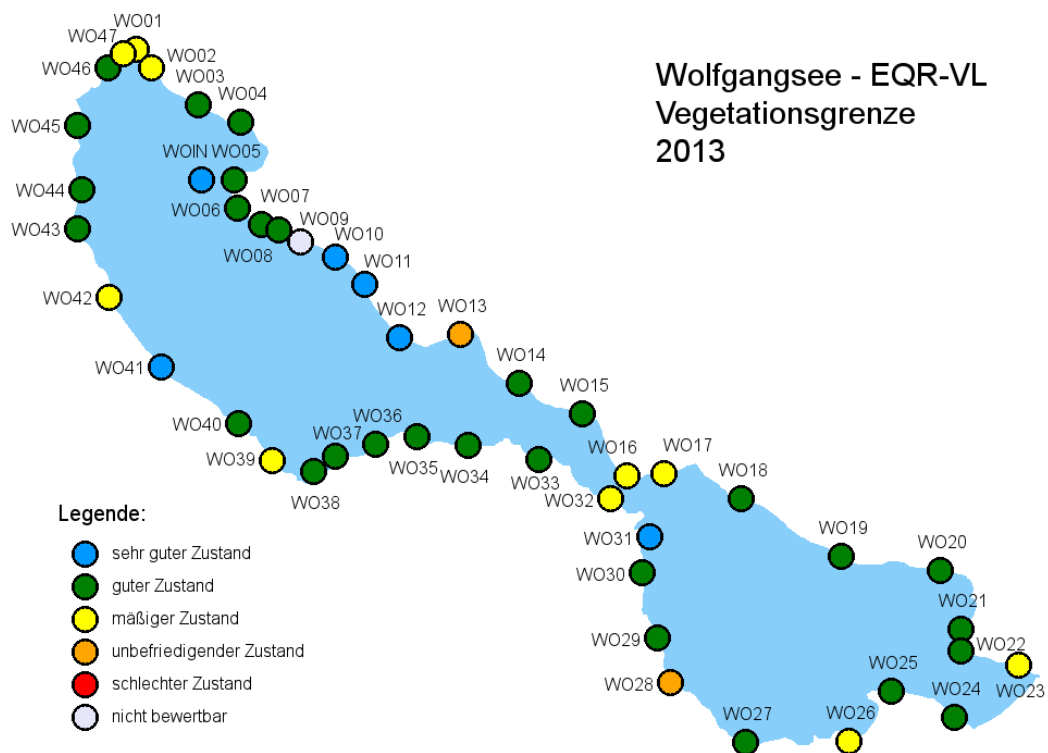 Wolfgangsee - EQR-VL
Vegetationsgrenze
2013
WO01
WO47
WO02
WO46
WO03
WO04
WO45
WOIN WO05
WO44
WO06
WO07
WO43
WO08
WO09
WO10
WO11
WO42
WO12
WO13
WO41
WO14
WO15
WO40
WO36
WO37
WO39
WO35
WO34
WO38
WO33
WO16
WO17
WO32
WO18
WO31
WO19
WO20
WO30
WO21
WO29
WO22
WO28
WO25
WO23
WO24
WO27
WO26
Legende:
sehr guter Zustand
guter Zustand
mäßiger Zustand
unbefriedigender Zustand
schlechter Zustand
nicht bewertbar